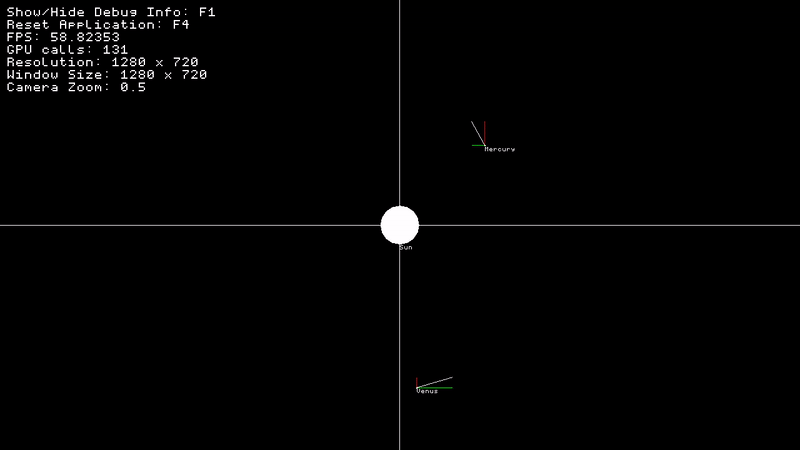 Show/Hide Debug Info: F1
Reset Application: F4
FPS: 58.82353
GPU calls: 131
Resolution: 1280 x 720
Window Size: 1280 x 720
Camera Zoom: 0.5
Mercury
Sun
Venus